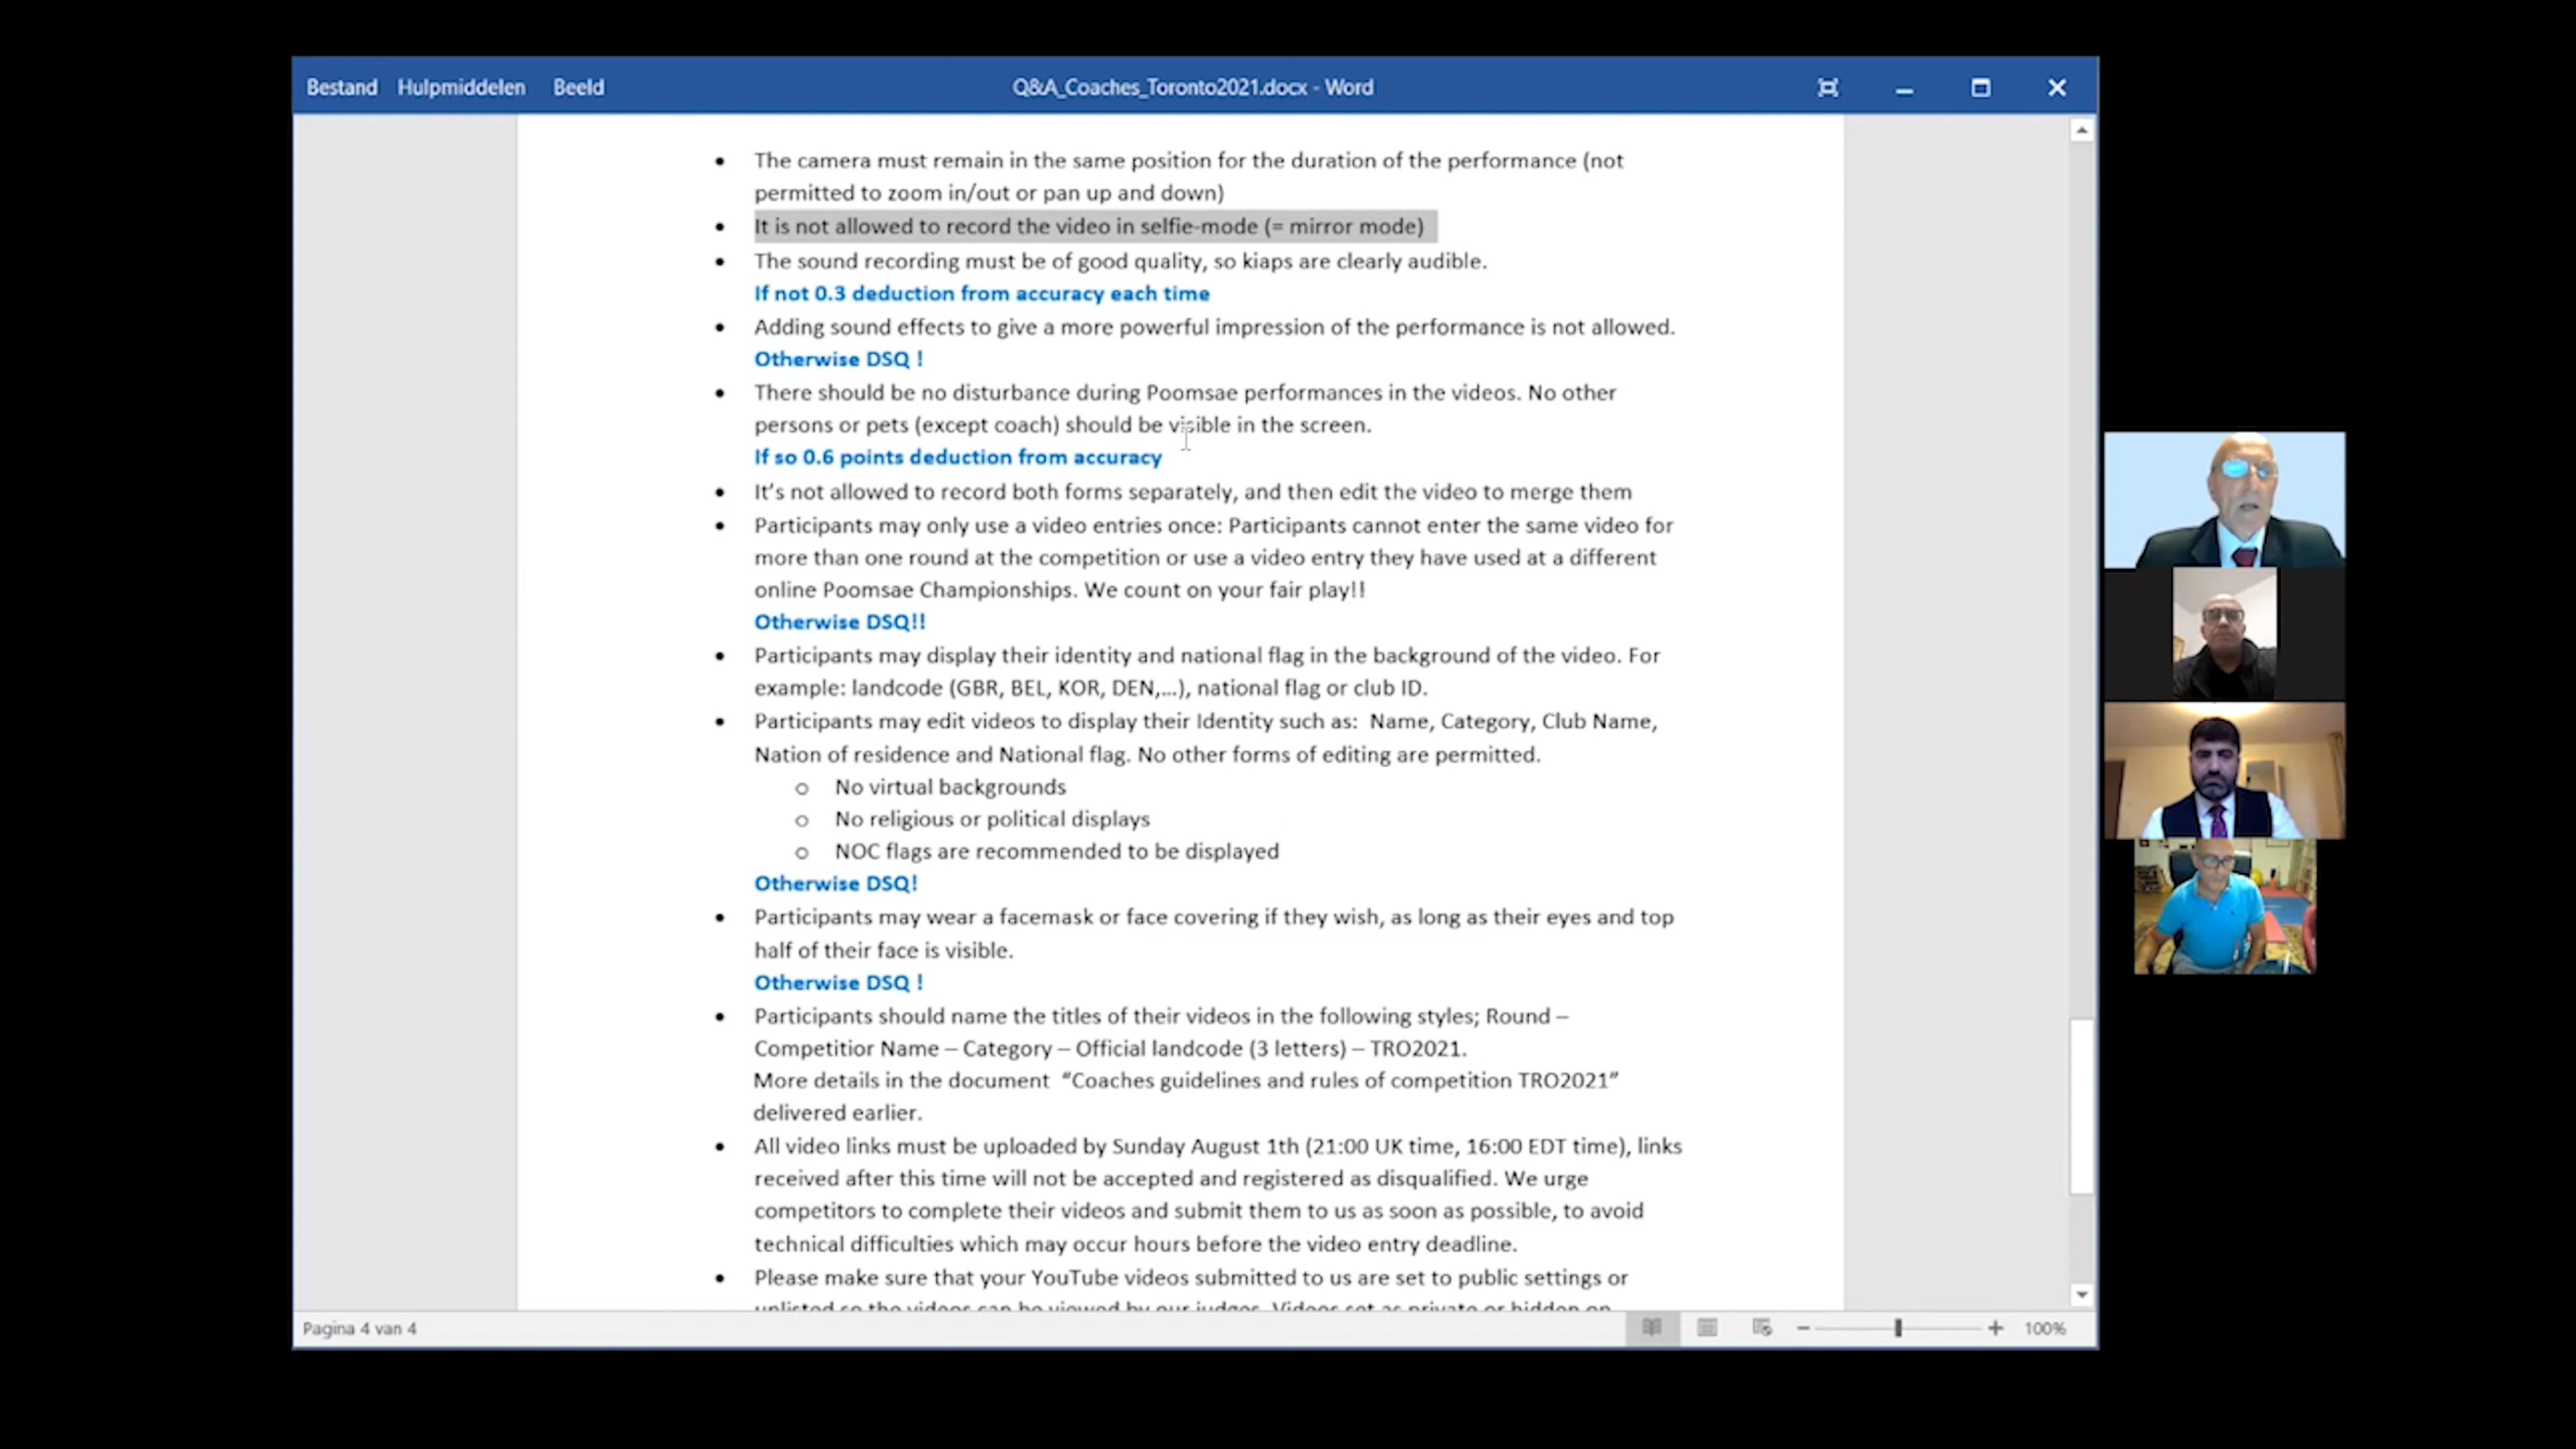 Bestand Hulpmiddelen Beeld Q&A_Coaches_Toronto2021.docx - Word
• The camera must remain in the same position for the duration of the performance (not
permitted to zoom in/out or pan up and down)
• It is not allowed to record the video in selfie-mode (= mirror mode)
• The sound recording must be of good quality, so kiaps are clearly audible.
If not 0.3 deduction from accuracy each time
• Adding sound effects to give a more powerful impression of the performance is not allowed.
Otherwise DSQ !
• There should be no disturbance during Poomsae performances in the videos. No other
persons or pets (except coach) should be visible in the screen.
If so 0.6 points deduction from accuracy
• It's not allowed to record both forms separately, and then edit the video to merge them
• Participants may only use a video entries once: Participants cannot enter the same video for
more than one round at the competition or use a video entry they have used at a different
online Poomsae Championships. We count on your fair play!!
Otherwise DSQ!!
• Participants may display their identity and national flag in the background of the video. For
example: landcode (GBR, BEL, KOR, DEN,...), national flag or club ID.
• Participants may edit videos to display their Identity such as: Name, Category, Club Name,
Nation of residence and National flag. No other forms of editing are permitted.
o No virtual backgrounds
o No religious or political displays
o NOC flags are recommended to be displayed
Otherwise DSQ!
• Participants may wear a facemask or face covering if they wish, as long as their eyes and top
half of their face is visible.
Otherwise DSQ !
• Participants should name the titles of their videos in the following styles; Round –
Competitior Name – Category – Official landcode (3 letters) – TRO2021.
More details in the document "Coaches guidelines and rules of competition TRO2021"
delivered earlier.
• All video links must be uploaded by Sunday August 1th (21:00 UK time, 16:00 EDT time), links
received after this time will not be accepted and registered as disqualified. We urge
competitors to complete their videos and submit them to us as soon as possible, to avoid
technical difficulties which may occur hours before the video entry deadline.
• Please make sure that your YouTube videos submitted to us are set to public settings or
unlisted so the videos can be viewed by our judges. Videos set as private or hidden on
Pagina 4 van 4 100%